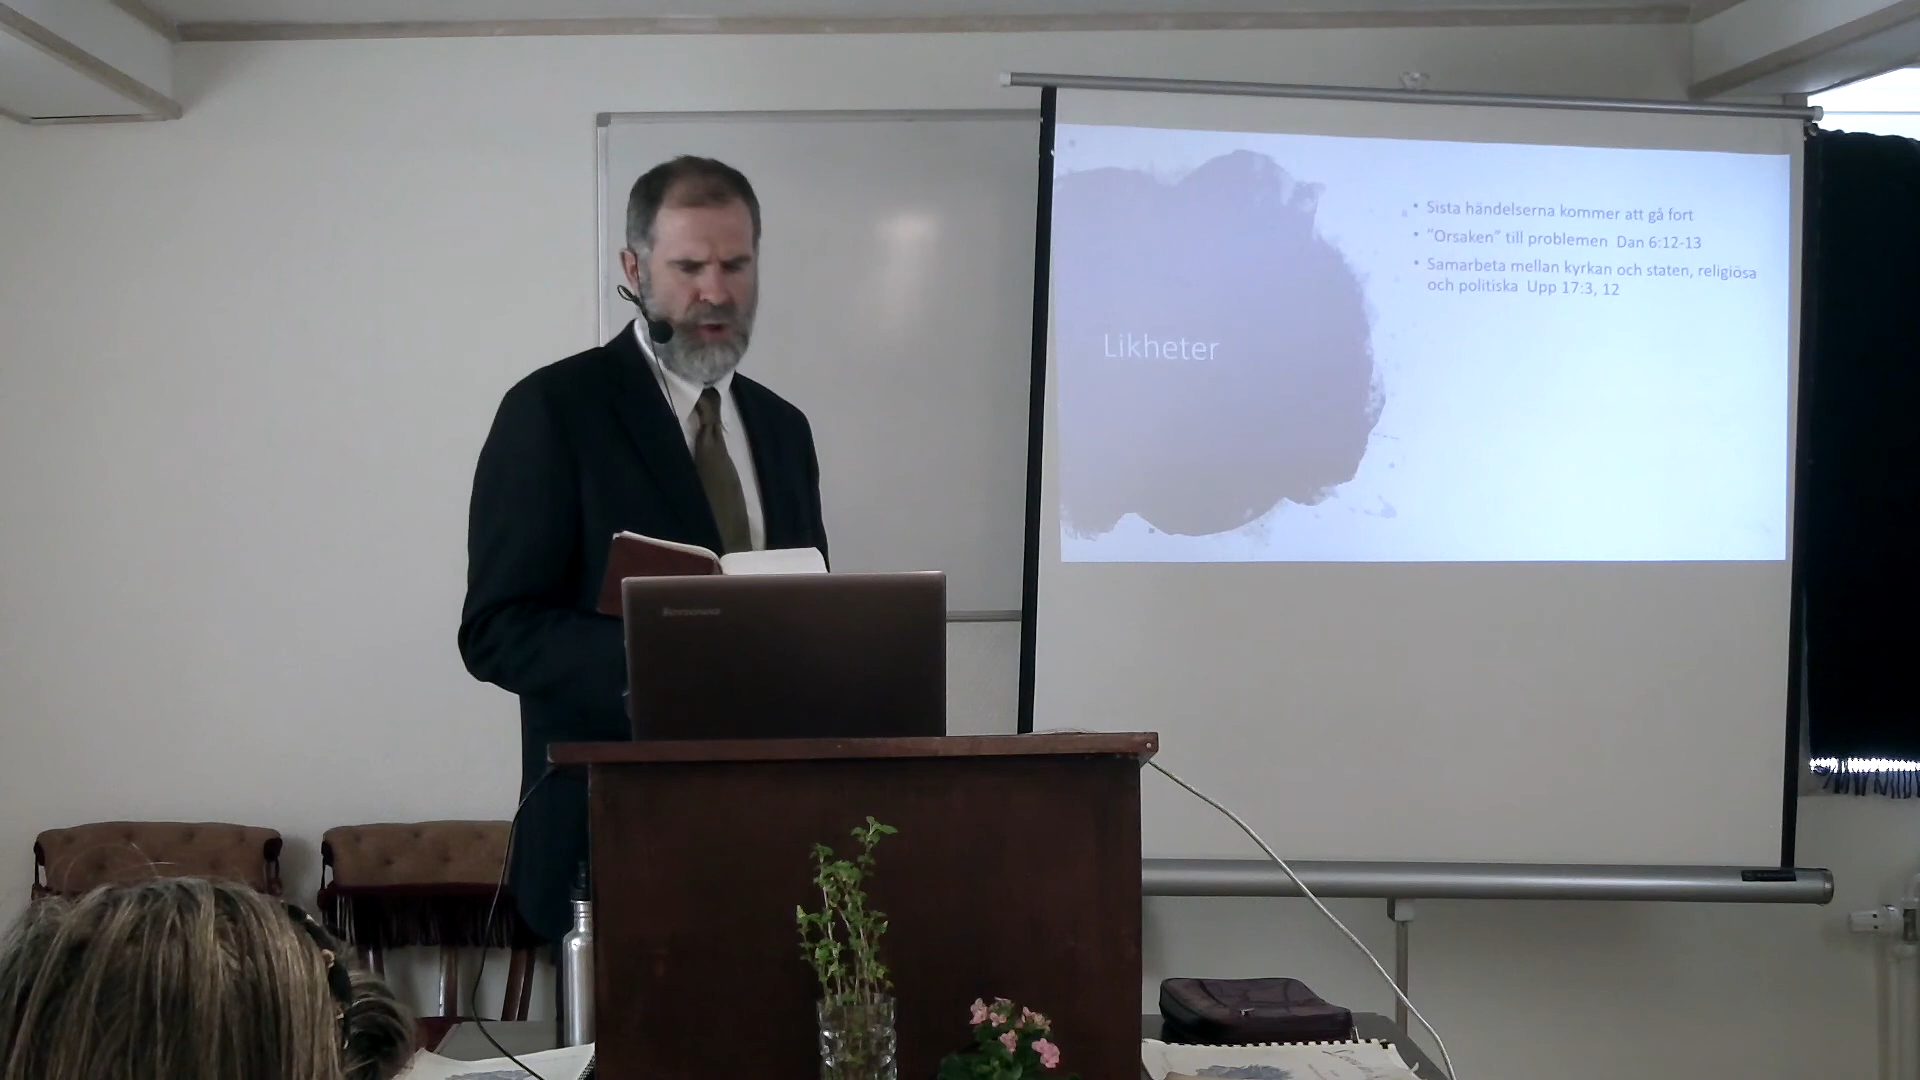 Likheter
• Sista händelserna kommer att gå fort
• "Orsaken" till problemen Dan 6:12-13
• Samarbeta mellan kyrkan och staten, religiösa
och politiska Upp 17:3, 12
lenovo